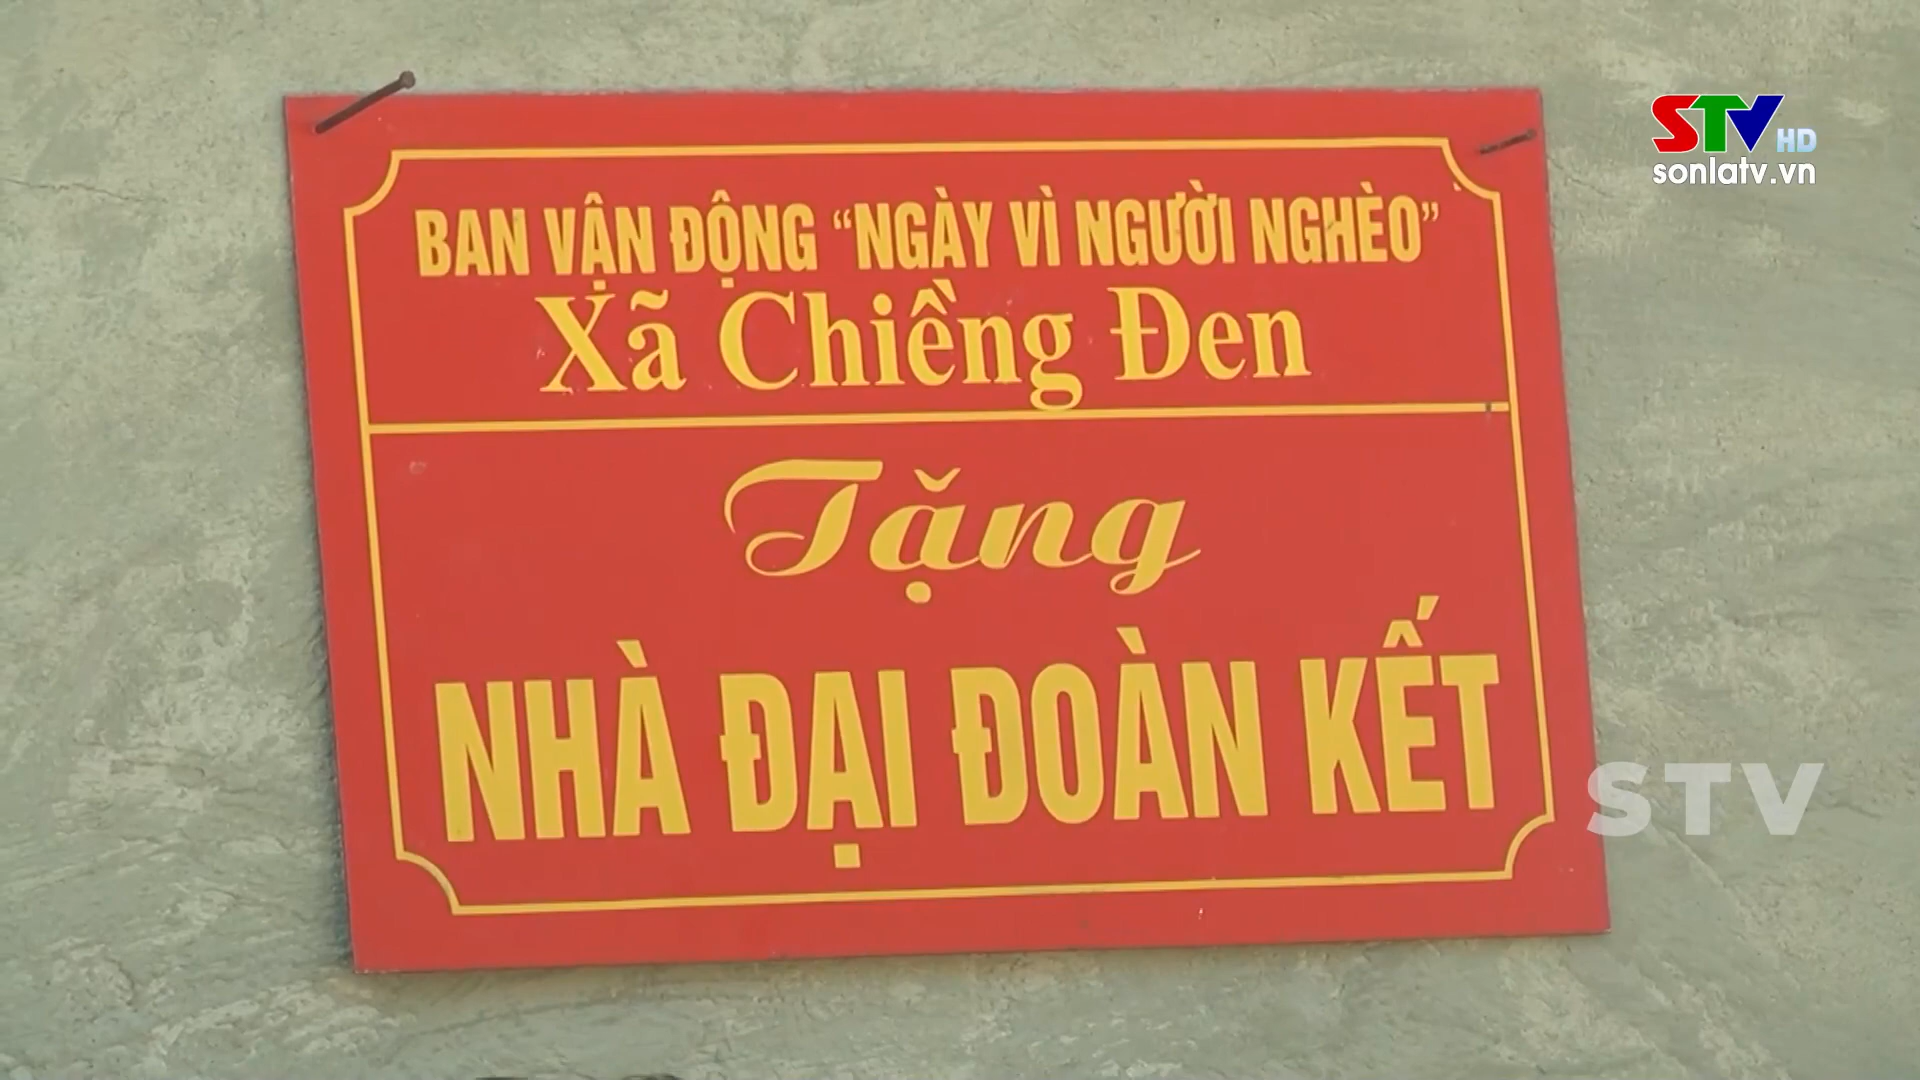 STV HD
sonlatv.vn
BAN VẬN ĐỘNG “NGÀY VÌ NGƯỜI NGHÈO”
Xã Chiềng Đen
Tặng
NHÀ ĐẠI ĐOÀN KẾT
STV